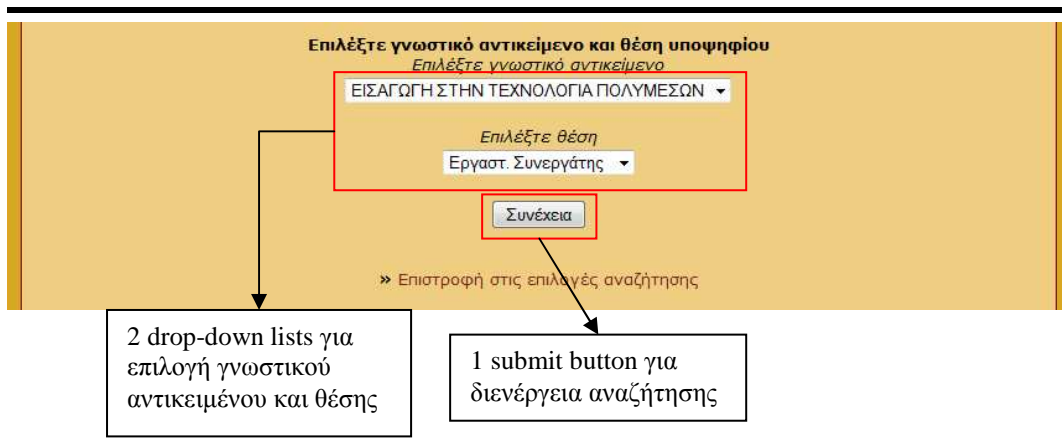 Επιλέξτε γνωστικό αντικείμενο και θέση υποψηφίου
Επιλέξτε γνωστικό αντικείμενο
ΕΙΣΑΓΩΓΗ ΣΤΗΝ ΤΕΧΝΟΛΟΓΙΑ ΠΟΛΥΜΕΣΩΝ
Επιλέξτε θέση
Εργαστ. Συνεργάτης
Συνέχεια
» Επιστροφή στις επιλογές αναζήτησης
2 drop-down lists για
επιλογή γνωστικού
αντικειμένου και θέσης
1 submit button για
διενέργεια αναζήτησης